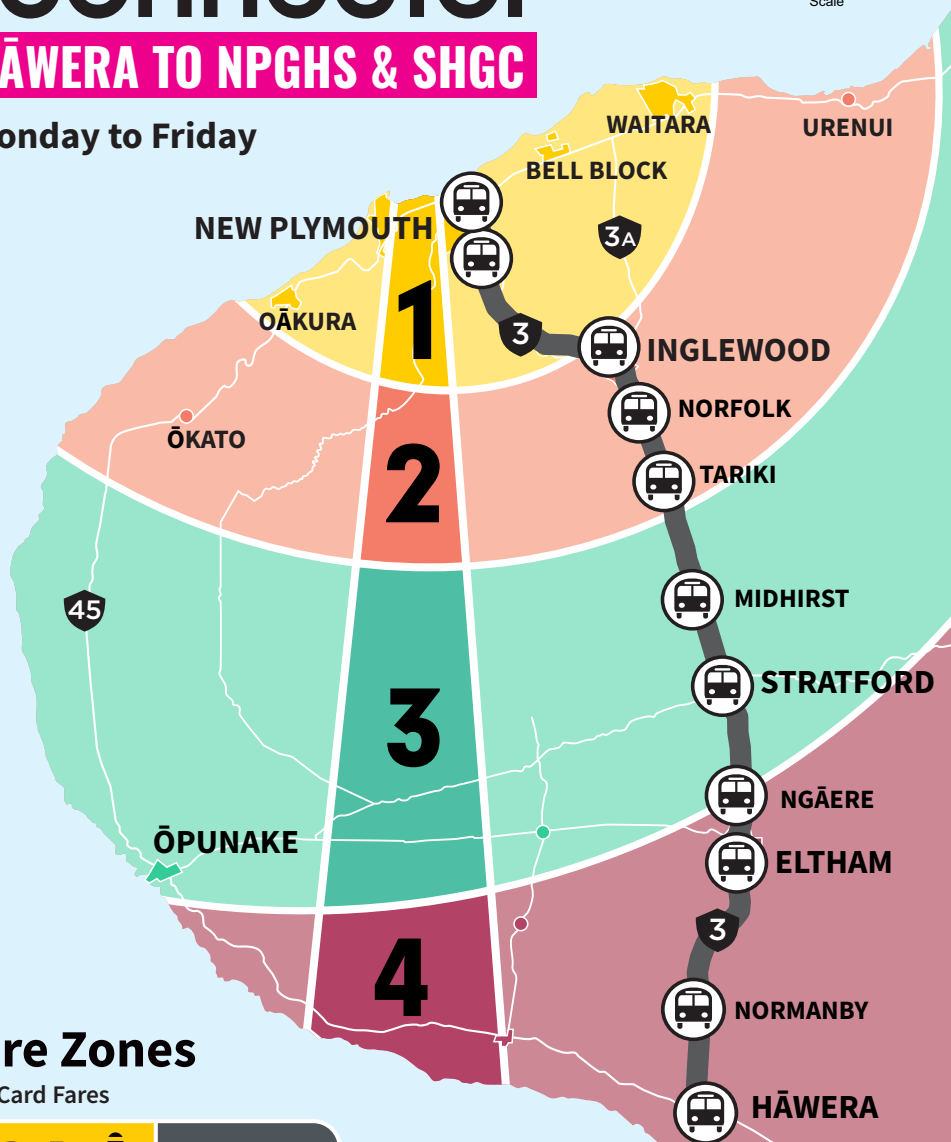 Scale
ĀWERA TO NPGHS & SHGC
onday to Friday
WAITARA
URENUI
BELL BLOCK
NEW PLYMOUTH
3A
1
OĀKURA
3
INGLEWOOD
NORFOLK
ŌKATO
2
TARIKI
45
MIDHIRST
STRATFORD
3
NGĀERE
ŌPUNAKE
ELTHAM
3
4
NORMANBY
re Zones
Card Fares
HĀWERA